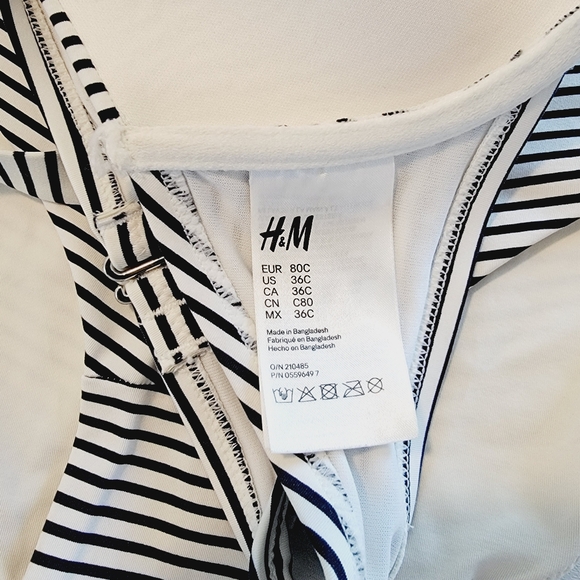 H&M
EUR 80C
US 36C
CA 36C
CN C80
MX 36C
Made in Bangladesh
Fabriqué en Bangladesh
Hecho en Bangladesh
O/N 210485
P/N 0559649 7